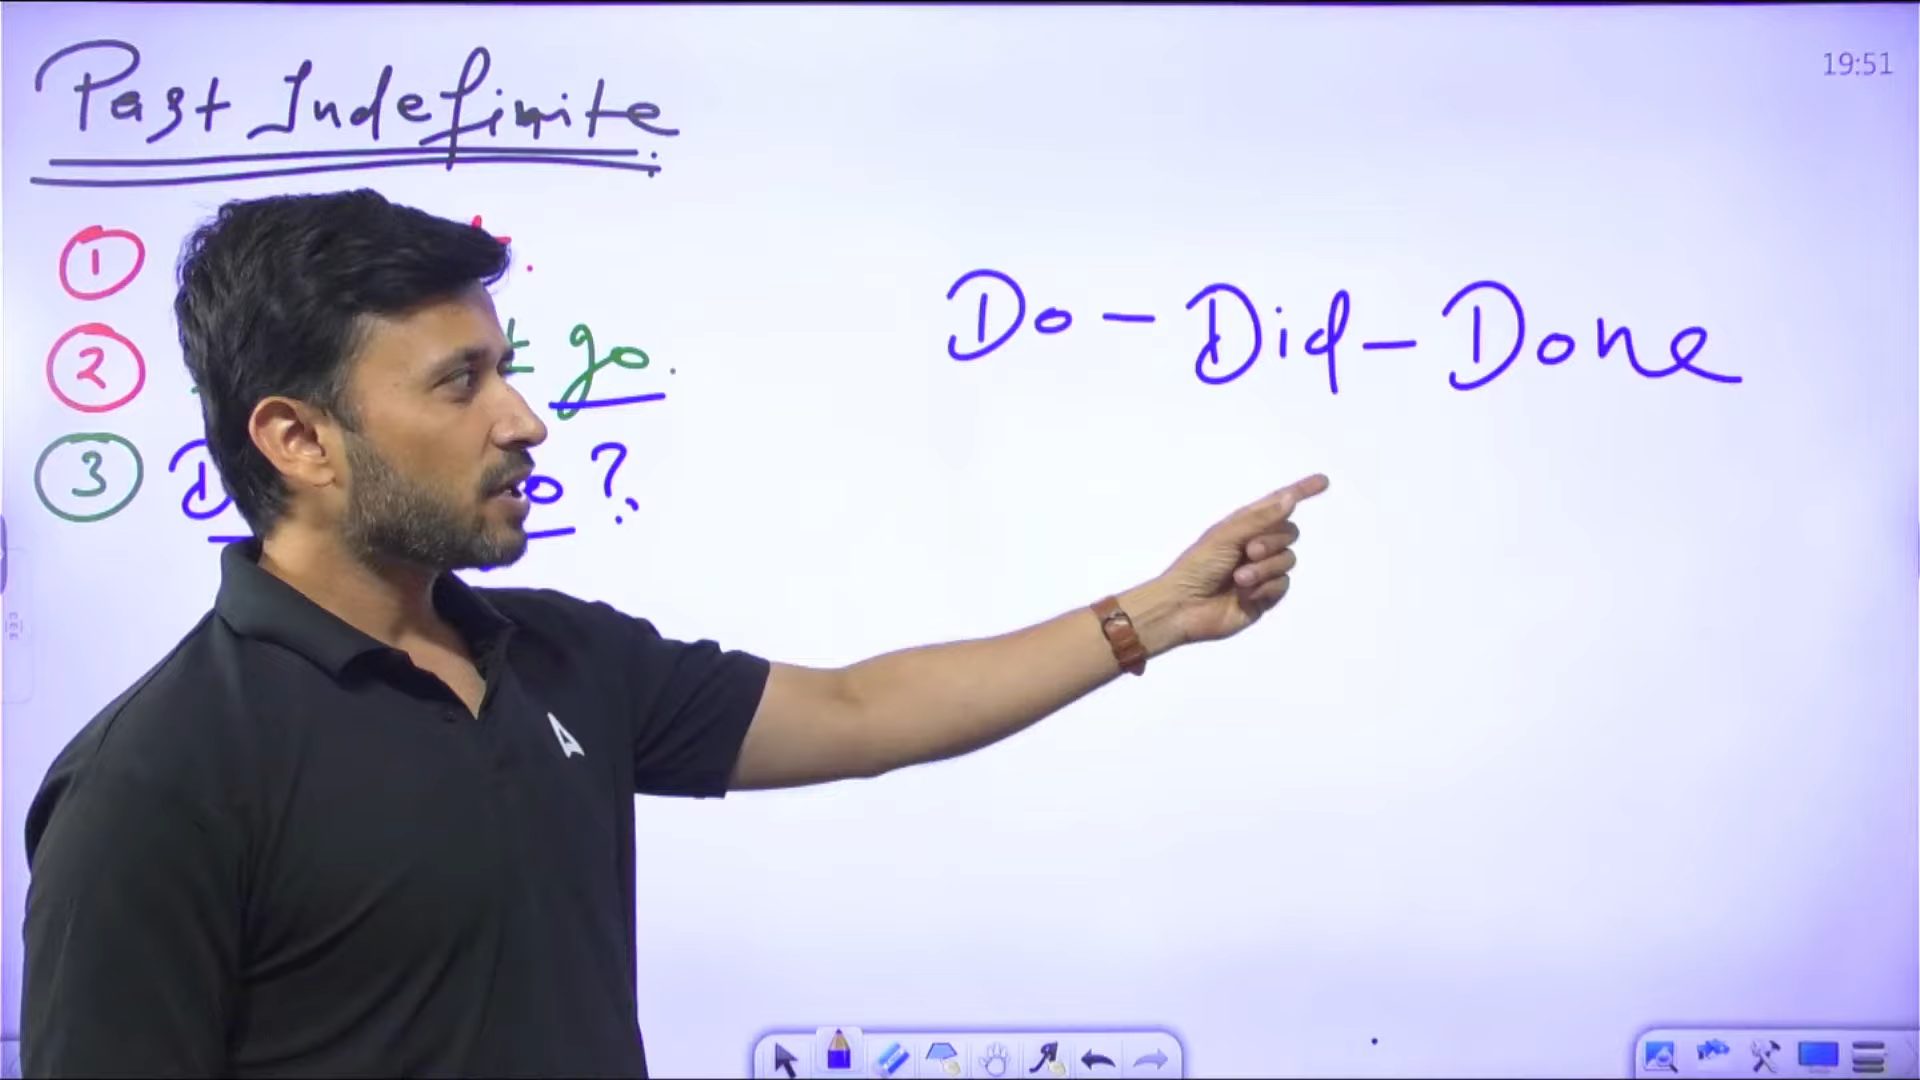 Past Indefinite
19:51
1
2 go.
3 ?
Do - Did - Done
A